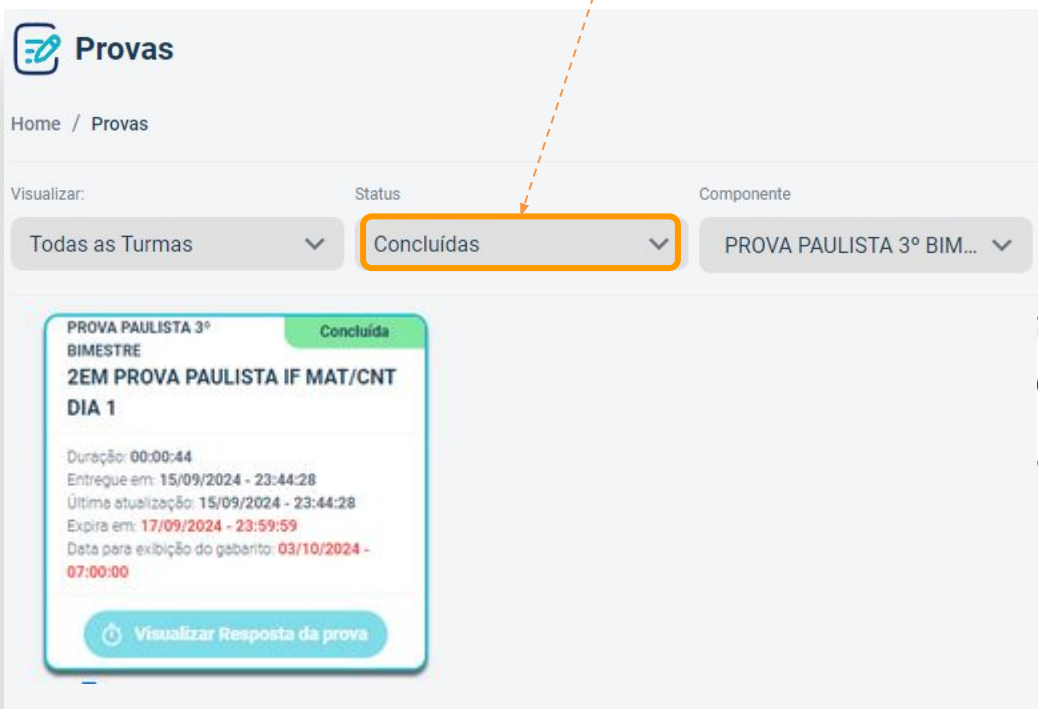 Provas
Home / Provas
Visualizar:
Status
Componente
Todas as Turmas
Concluídas
PROVA PAULISTA 3º BIM...
PROVA PAULISTA 3º
BIMESTRE
Concluída
2EM PROVA PAULISTA IF MAT/CNT
DIA 1
Duração: 00:00:44
Entregue em: 15/09/2024 - 23:44:28
Última atualização: 15/09/2024 - 23:44:28
Expira em: 17/09/2024 - 23:59:59
Data para exibição do gabarito: 03/10/2024 -
07:00:00
Visualizar Resposta da prova